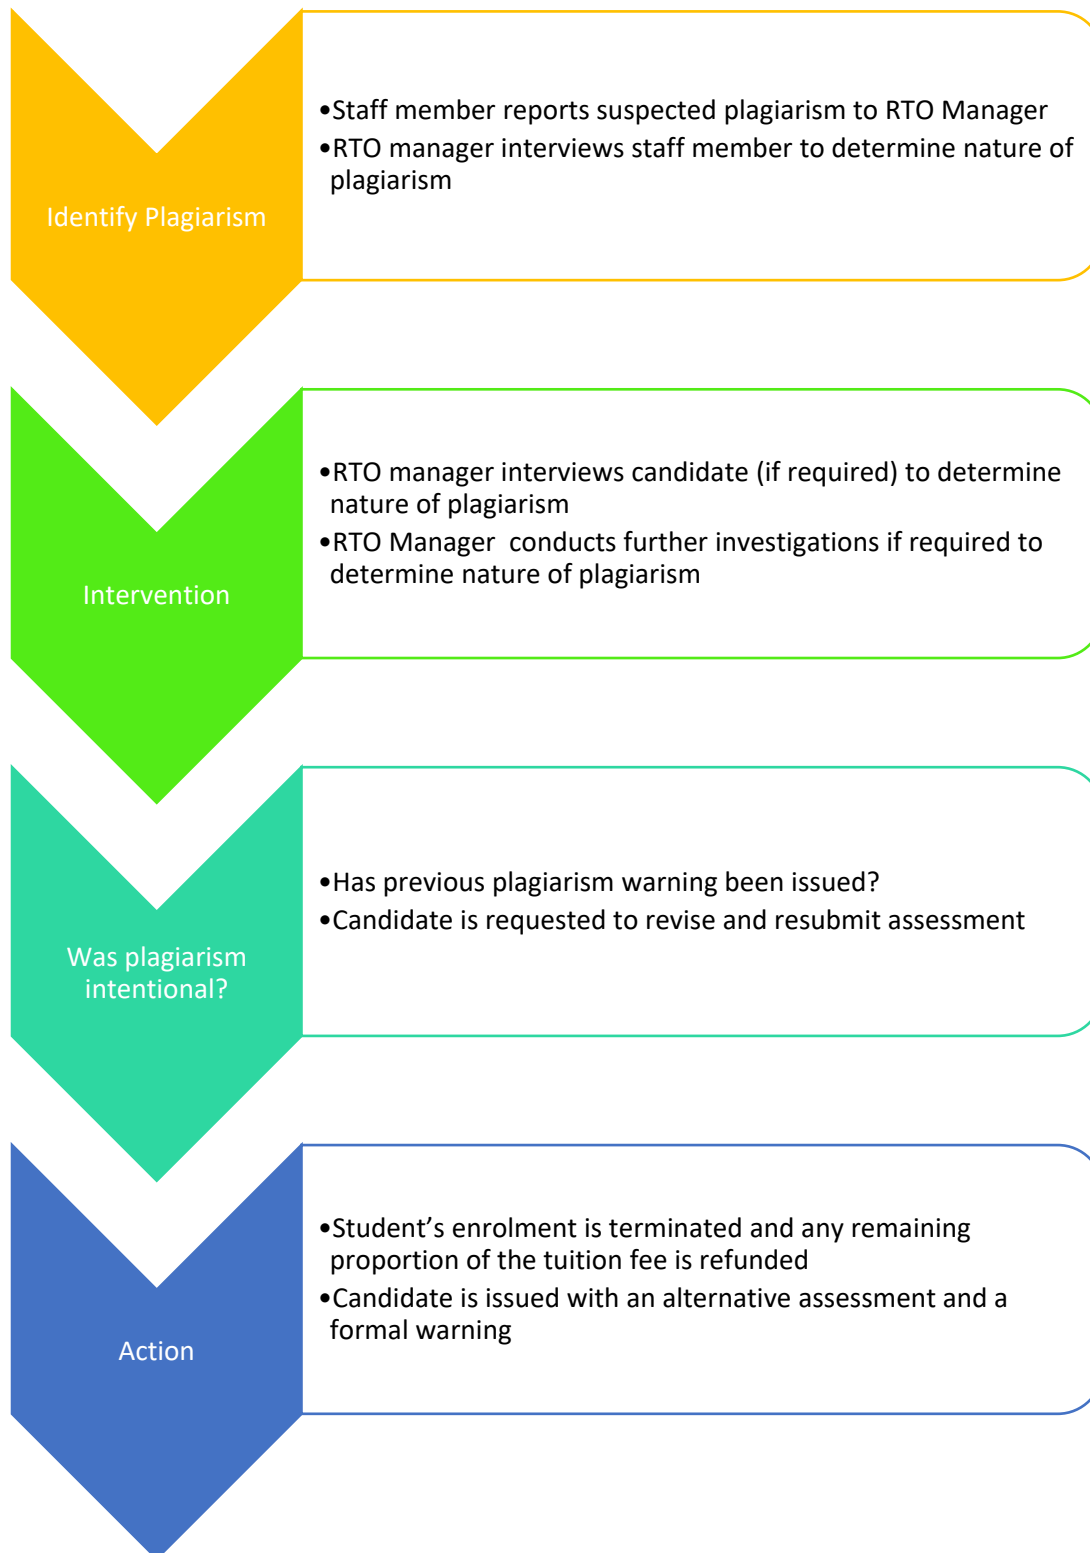 Identify Plagiarism
•Staff member reports suspected plagiarism to RTO Manager
•RTO manager interviews staff member to determine nature of
plagiarism
Intervention
•RTO manager interviews candidate (if required) to determine
nature of plagiarism
•RTO Manager  conducts further investigations if required to
determine nature of plagiarism
Was plagiarism
intentional?
•Has previous plagiarism warning been issued?
•Candidate is requested to revise and resubmit assessment
Action
•Student’s enrolment is terminated and any remaining
proportion of the tuition fee is refunded
•Candidate is issued with an alternative assessment and a
formal warning